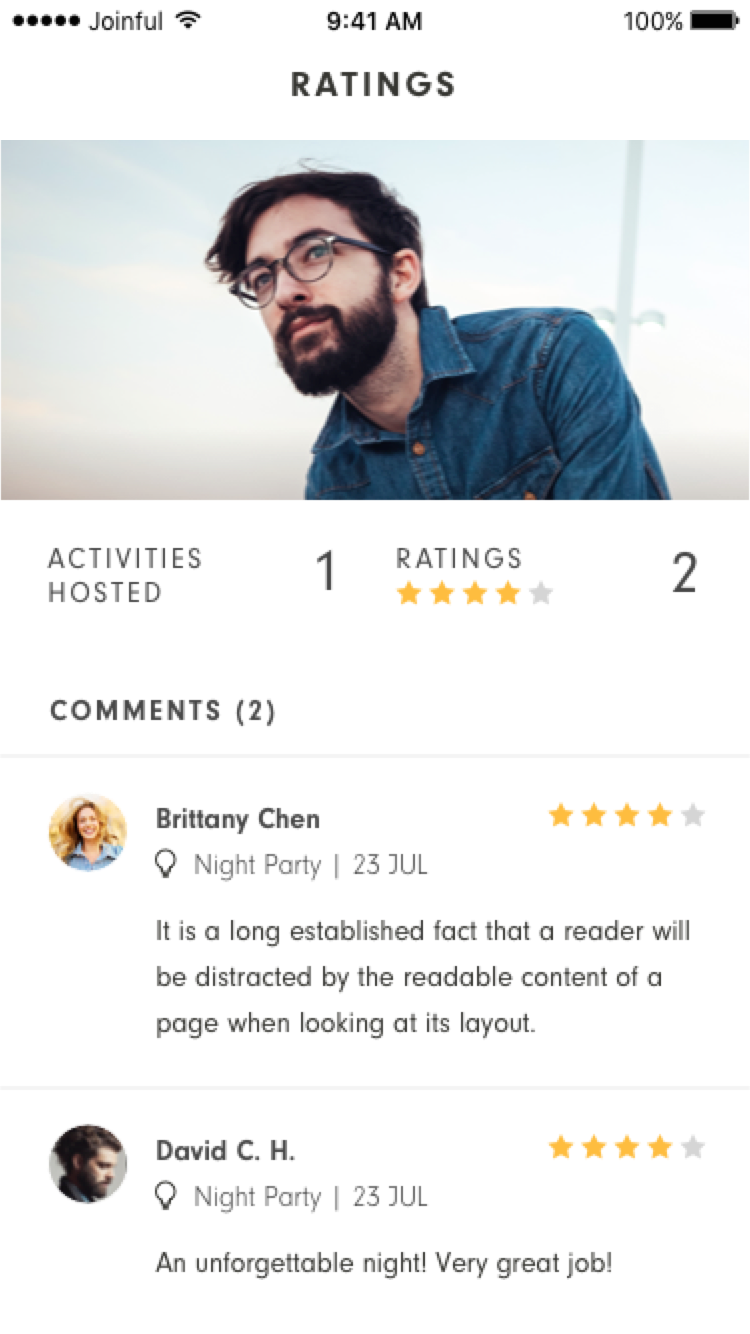 Joinful 9:41 AM 100%
RATINGS
ACTIVITIES
HOSTED
1
RATINGS
2
COMMENTS (2)
Brittany Chen
Night Party | 23 JUL
It is a long established fact that a reader will
be distracted by the readable content of a
page when looking at its layout.
David C. H.
Night Party | 23 JUL
An unforgettable night! Very great job!